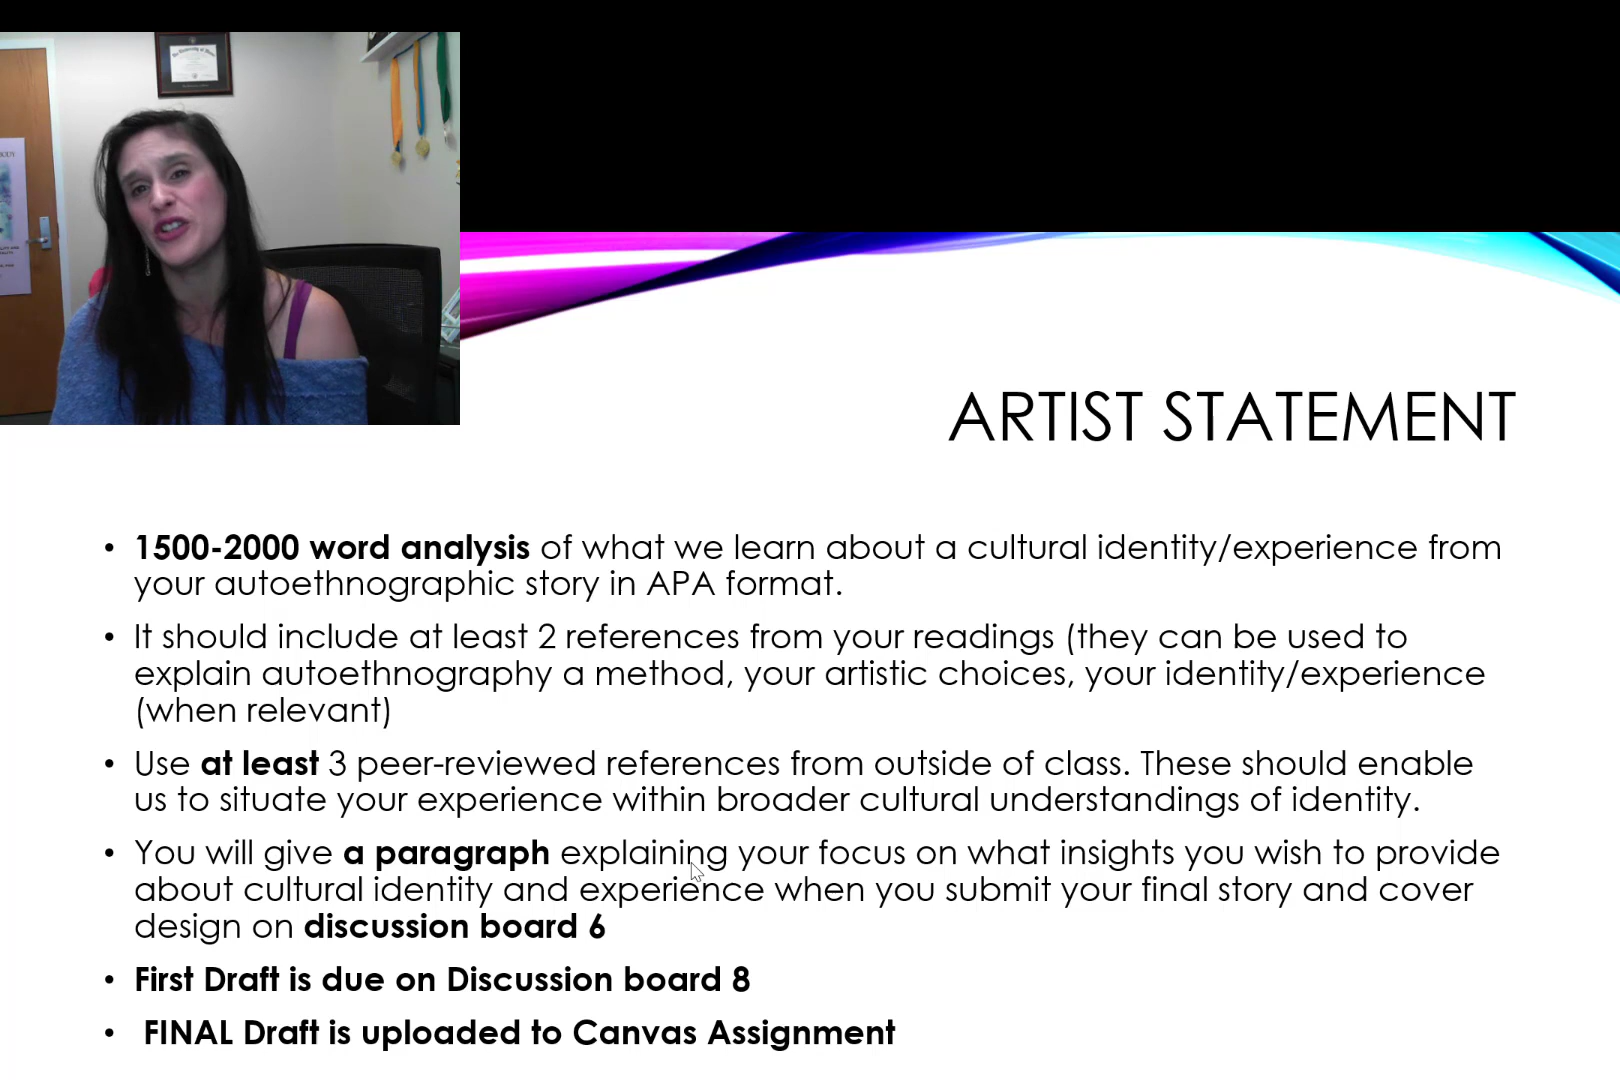 BODY
ARTIST STATEMENT
• 1500-2000 word analysis of what we learn about a cultural identity/experience from
your autoethnographic story in APA format.
• It should include at least 2 references from your readings (they can be used to
explain autoethnography a method, your artistic choices, your identity/experience
(when relevant)
• Use at least 3 peer-reviewed references from outside of class. These should enable
us to situate your experience within broader cultural understandings of identity.
• You will give a paragraph explaining your focus on what insights you wish to provide
about cultural identity and experience when you submit your final story and cover
design on discussion board 6
• First Draft is due on Discussion board 8
• FINAL Draft is uploaded to Canvas Assignment